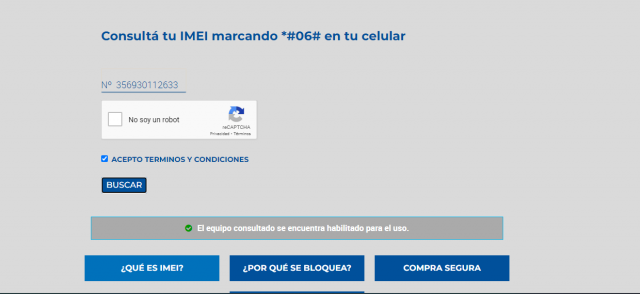 Consultá tu IMEI marcando *#06# en tu celular
Nº 356930112633
No soy un robot
reCAPTCHA
Privacidad - Términos
ACEPTO TERMINOS Y CONDICIONES
BUSCAR
El equipo consultado se encuentra habilitado para el uso.
¿QUÉ ES IMEI?
¿POR QUÉ SE BLOQUEA?
COMPRA SEGURA